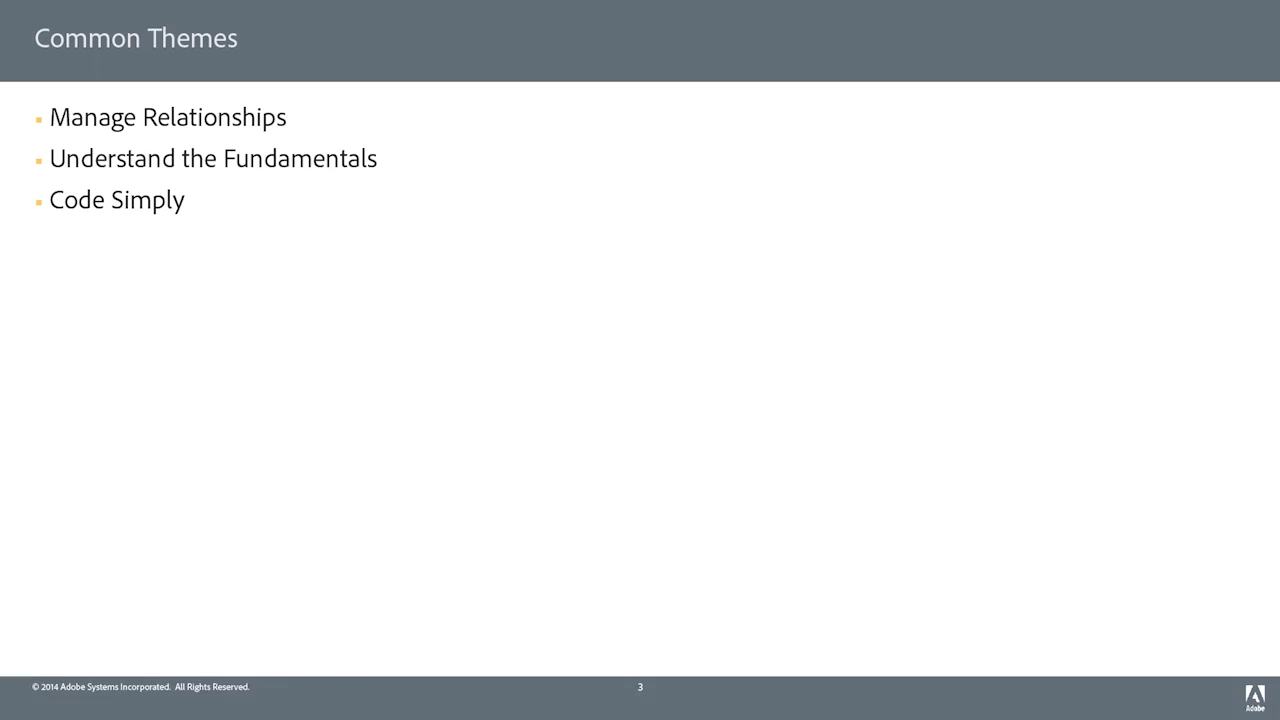 Common Themes
Manage Relationships
Understand the Fundamentals
Code Simply
© 2014 Adobe Systems Incorporated. All Rights Reserved.
3
Adobe